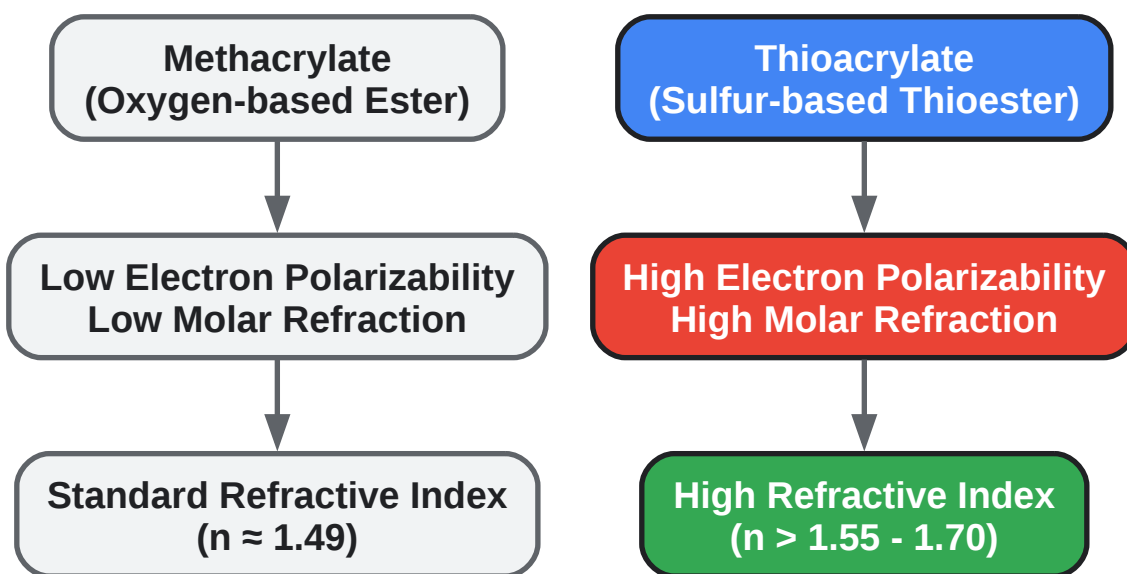 Methacrylate
(Oxygen-based Ester)
Low Electron Polarizability
Low Molar Refraction
Standard Refractive Index
(n ≈ 1.49)
Thioacrylate
(Sulfur-based Thioester)
High Electron Polarizability
High Molar Refraction
High Refractive Index
(n > 1.55 - 1.70)